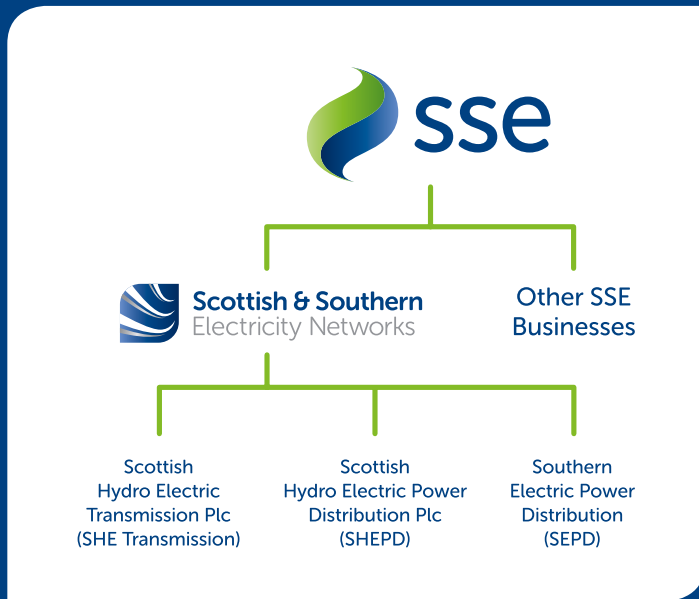 sse
Scottish & Southern
Electricity Networks
Other SSE
Businesses
Scottish
Hydro Electric
Transmission Plc
(SHE Transmission)
Scottish
Hydro Electric Power
Distribution Plc
(SHEPD)
Southern
Electric Power
Distribution
(SEPD)